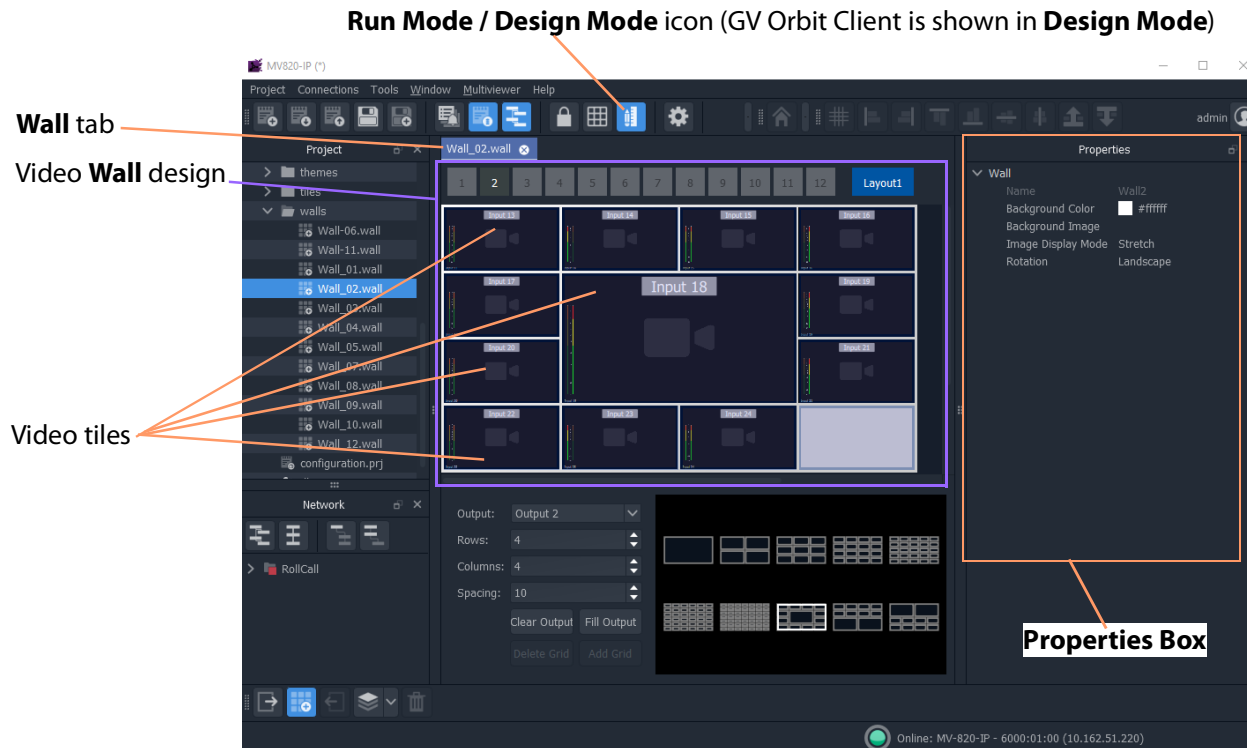 Run Mode / Design Mode icon (GV Orbit Client is shown in Design Mode)
MV820-IP (*)
Project Connections Tools Window Multiviewer Help
admin
Wall tab
Video Wall design
Video tiles
Project
themes
tiles
walls
Wall-06.wall
Wall-11.wall
Wall_01.wall
Wall_02.wall
Wall_03.wall
Wall_04.wall
Wall_05.wall
Wall_07.wall
Wall_08.wall
Wall_09.wall
Wall_10.wall
Wall_12.wall
configuration.prj
Network
RollCall
Wall_02.wall
1 2 3 4 5 6 7 8 9 10 11 12 Layout1
Input 13 Input 14 Input 15 Input 16
Input 17 Input 18 Input 19
Input 20 Input 21
Input 22 Input 23 Input 24
Output: Output 2
Rows: 4
Columns: 4
Spacing: 10
Clear Output Fill Output
Delete Grid Add Grid
Properties
Wall
Name Wall2
Background Color #ffffff
Background Image
Image Display Mode Stretch
Rotation Landscape
Properties Box
Online: MV-820-IP - 6000:01:00 (10.162.51.220)